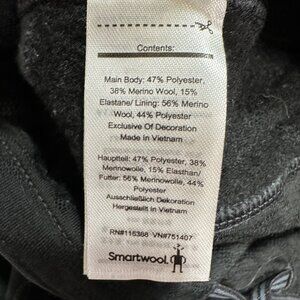 Contents:
Main Body: 47% Polyester,
38% Merino Wool, 15%
Elastane/ Lining: 56% Merino
Wool, 44% Polyester
Exclusive Of Decoration
Made in Vietnam
Hauptteil: 47% Polyester, 38%
Merinowolle, 15% Elasthan/
Futter: 56% Merinowolle, 44%
Polyester
Ausschließlich Dekoration
Hergestellt in Vietnam
RN#116388 VN#751407
Smartwool